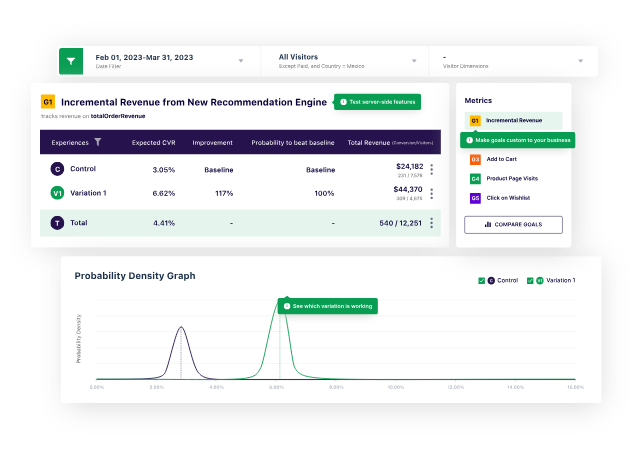 Feb 01, 2023-Mar 31, 2023
Date Filter
All Visitors
Except Paid, and Country = Mexico
-
Visitor Dimensions
G1 Incremental Revenue from New Recommendation Engine
Test server-side features
tracks revenue on totalOrderRevenue
Experiences Expected CVR Improvement Probability to beat baseline Total Revenue (Conversion/Visitors)
C Control 3.05% Baseline Baseline $24,182
231 / 7,576
V1 Variation 1 6.62% 117% 100% $44,370
309 / 4,675
T Total 4.41% - - 540 / 12,251
Metrics
G1 Incremental Revenue
Make goals custom to your business
G3 Add to Cart
G4 Product Page Visits
G5 Click on Wishlist
COMPARE GOALS
Probability Density Graph
C Control V1 Variation 1
See which variation is working
Probability Density
0.00% 2.00% 4.00% 6.00% 8.00% 10.00% 12.00% 14.00% 16.00%